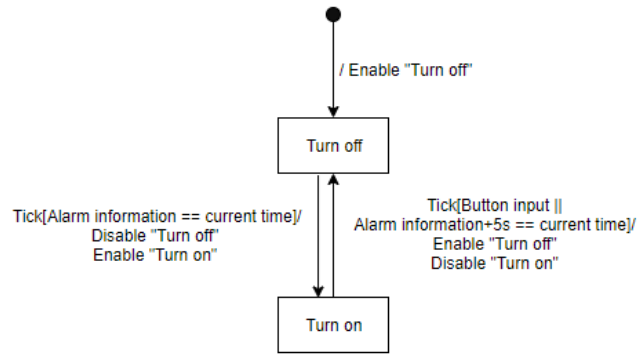 / Enable "Turn off"
Turn off
Tick[Alarm information == current time]/
Disable "Turn off"
Enable "Turn on"
Tick[Button input ||
Alarm information+5s == current time]/
Enable "Turn off"
Disable "Turn on"
Turn on